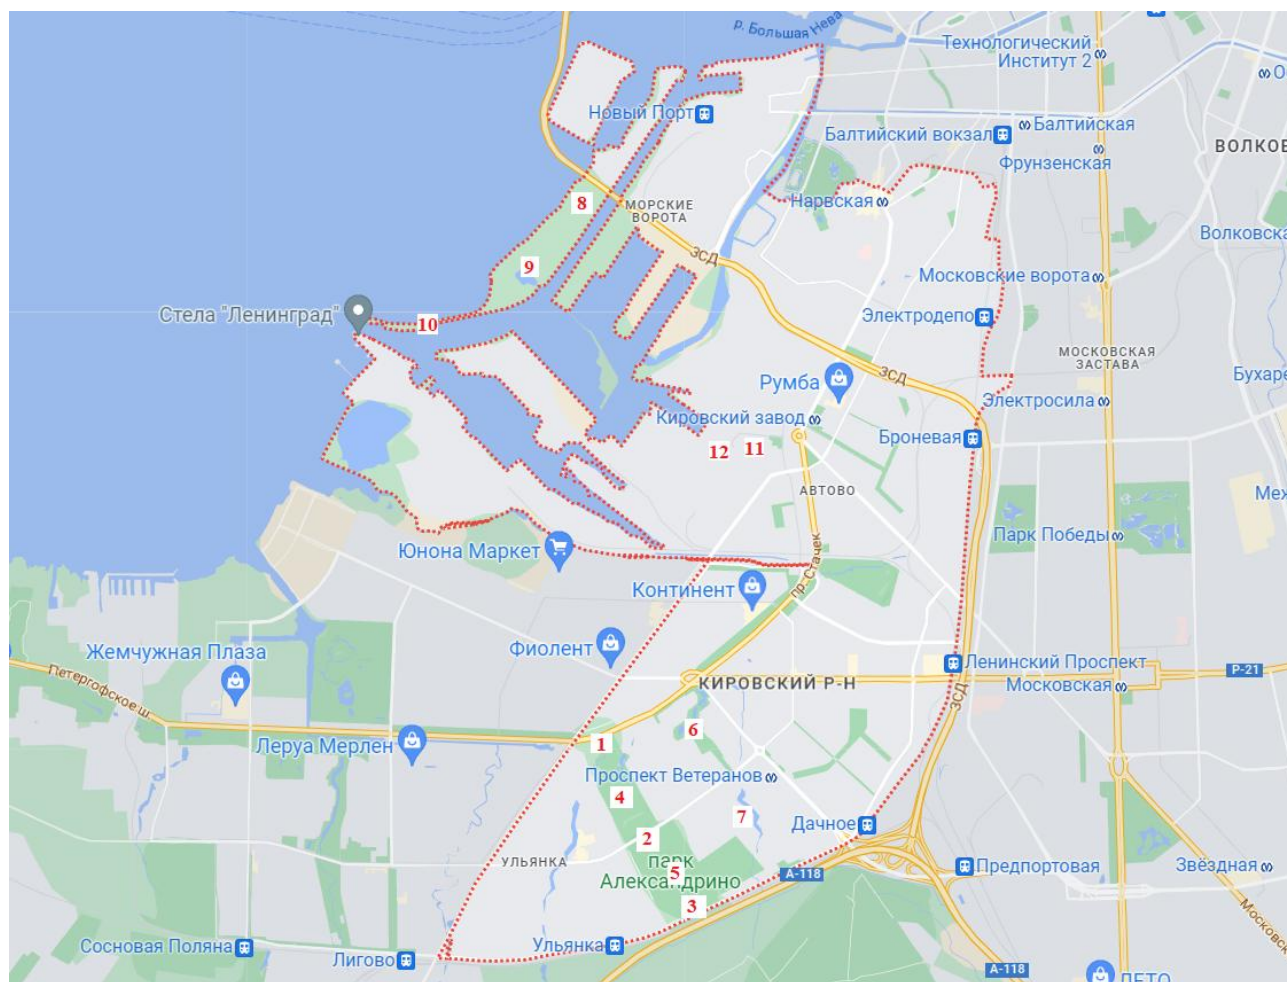 р. Большая Нева
Технологический
Институт 2
Новый Порт
Балтийская
Балтийский вокзал
Фрунзенская
ВОЛКОВ
8
МОРСКИЕ
ВОРОТА
Нарвская
Волковска
ЗСД
9
Московские ворота
Стела "Ленинград"
10
Электродепо
МОСКОВСКАЯ
ЗАСТАВА
ЗСД
Румба
Бухаре
Электросила
Кировский завод
Броневая
12
11
АВТОВО
Меж
Юнона Маркет
Парк Победы
пр. Стачек
Континент
Фиолент
Жемчужная Плаза
Ленинский Проспект
Петергофское ш.
КИРОВСКИЙ Р-Н
Московская
Р-21
ЗСД
6
1
Леруа Мерлен
Проспект Ветеранов
4
7
Дачное
2
УЛЬЯНКА
парк
Александрино
5
А-118
Предпортовая
Звёздная
3
Сосновая Поляна
Ульянка
Лигово
А-118
Московск
ЛЕТО